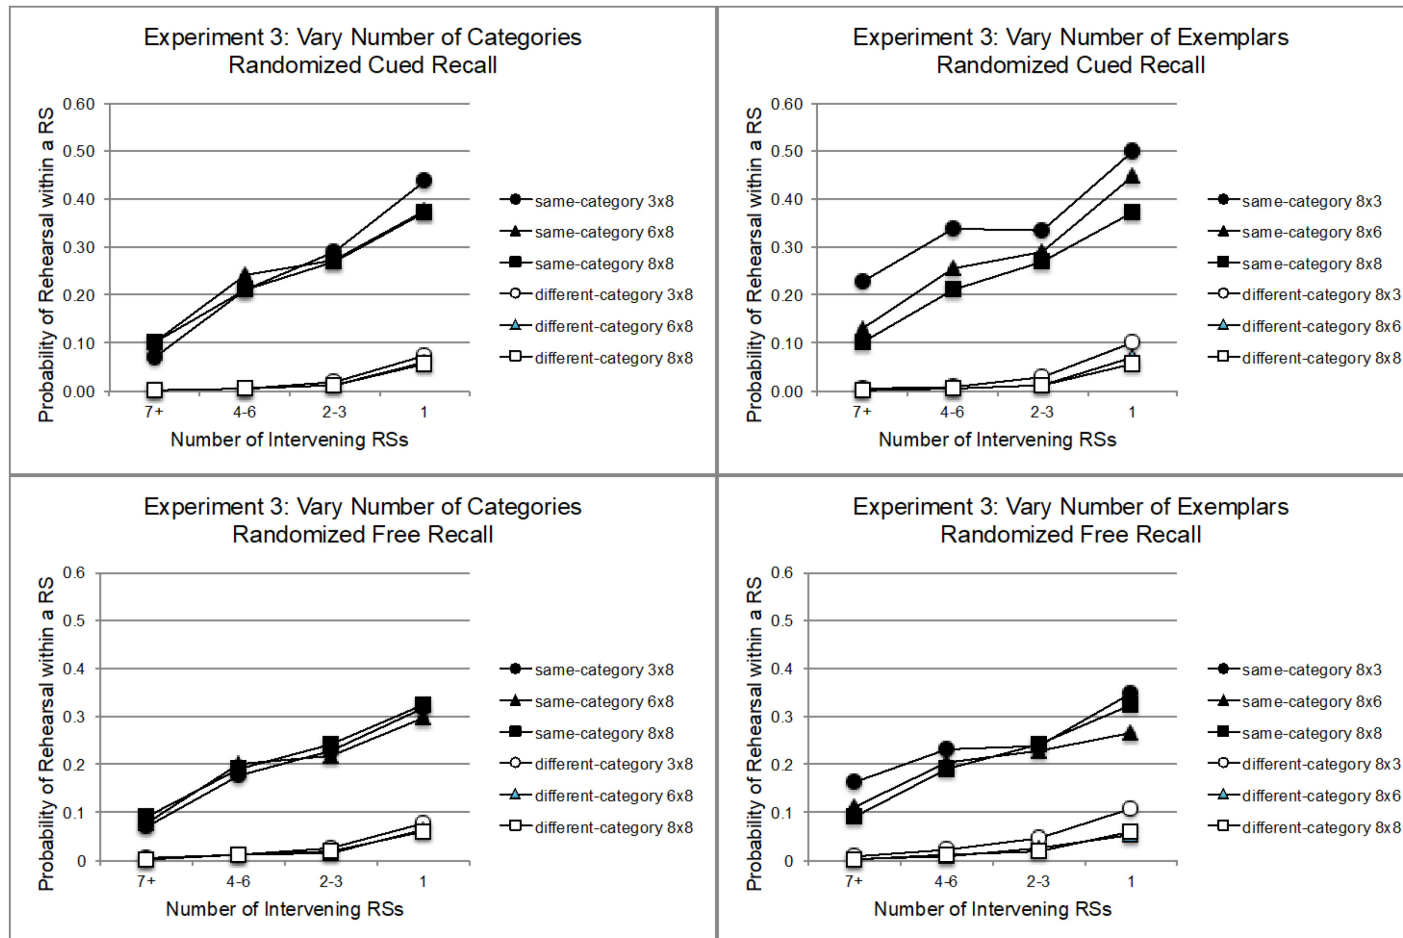 Experiment 3: Vary Number of Categories
Randomized Cued Recall
Probability of Rehearsal within a RS
0.60
0.50
0.40
0.30
0.20
0.10
0.00
7+
4-6
2-3
1
Number of Intervening RSs
same-category 3x8
same-category 6x8
same-category 8x8
different-category 3x8
different-category 6x8
different-category 8x8
Experiment 3: Vary Number of Exemplars
Randomized Cued Recall
Probability of Rehearsal within a RS
0.60
0.50
0.40
0.30
0.20
0.10
0.00
7+
4-6
2-3
1
Number of Intervening RSs
same-category 8x3
same-category 8x6
same-category 8x8
different-category 8x3
different-category 8x6
different-category 8x8
Experiment 3: Vary Number of Categories
Randomized Free Recall
Probability of Rehearsal within a RS
0.6
0.5
0.4
0.3
0.2
0.1
0
7+
4-6
2-3
1
Number of Intervening RSs
same-category 3x8
same-category 6x8
same-category 8x8
different-category 3x8
different-category 6x8
different-category 8x8
Experiment 3: Vary Number of Exemplars
Randomized Free Recall
Probability of Rehearsal within a RS
0.6
0.5
0.4
0.3
0.2
0.1
0
7+
4-6
2-3
1
Number of Intervening RSs
same-category 8x3
same-category 8x6
same-category 8x8
different-category 8x3
different-category 8x6
different-category 8x8